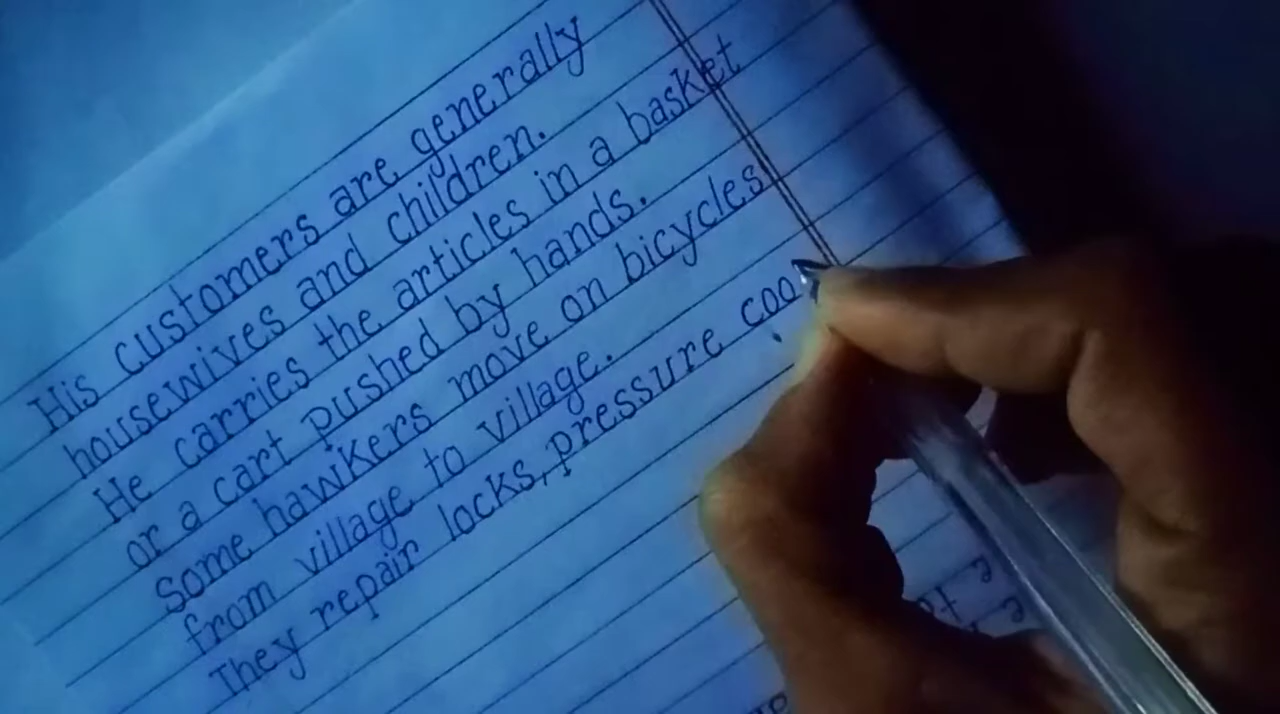 His customers are generally
housewives and children.
He carries the articles in a basket
or a cart pushed by hands.
Some hawkers move on bicycles
from village to village.
They repair locks, pressure coo